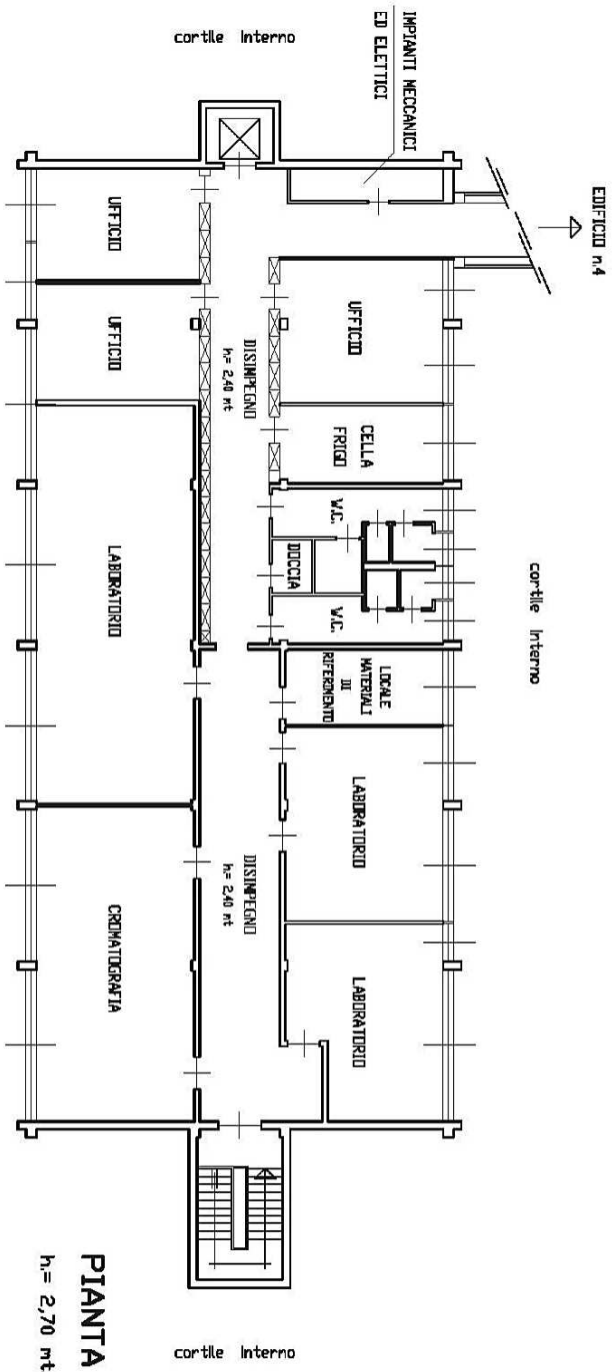 EDIFICIO n.4
cortile Interno
IMPIANTI MECCANICI
ED ELETTICI
cortile Interno
UFFICIO
CELLA
FRIGO
W.C.
DOCCIA
W.C.
LOCALE
MATERIALI
DI
RIFERIMENTO
LABORATORIO
LABORATORIO
DISIMPEGNO
h.= 2,40 mt
DISIMPEGNO
h.= 2,40 mt
cortile Interno
UFFICIO
UFFICIO
LABORATORIO
CROMATOGRAFIA
PIANTA
h.= 2,70 mt